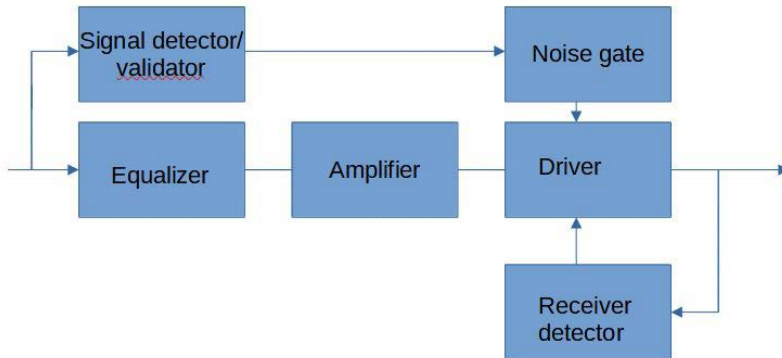 Signal detector/
validator
Noise gate
Equalizer
Amplifier
Driver
Receiver
detector